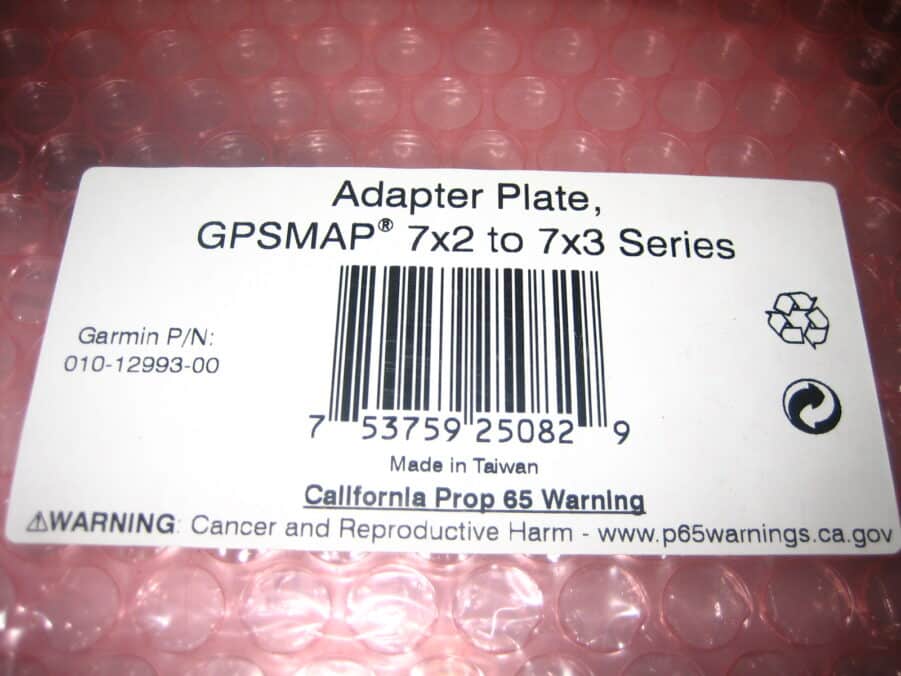 Adapter Plate,
GPSMAP® 7x2 to 7x3 Series
Garmin P/N:
010-12993-00
7 53759 25082 9
Made in Taiwan
California Prop 65 Warning
⚠WARNING: Cancer and Reproductive Harm - www.p65warnings.ca.gov